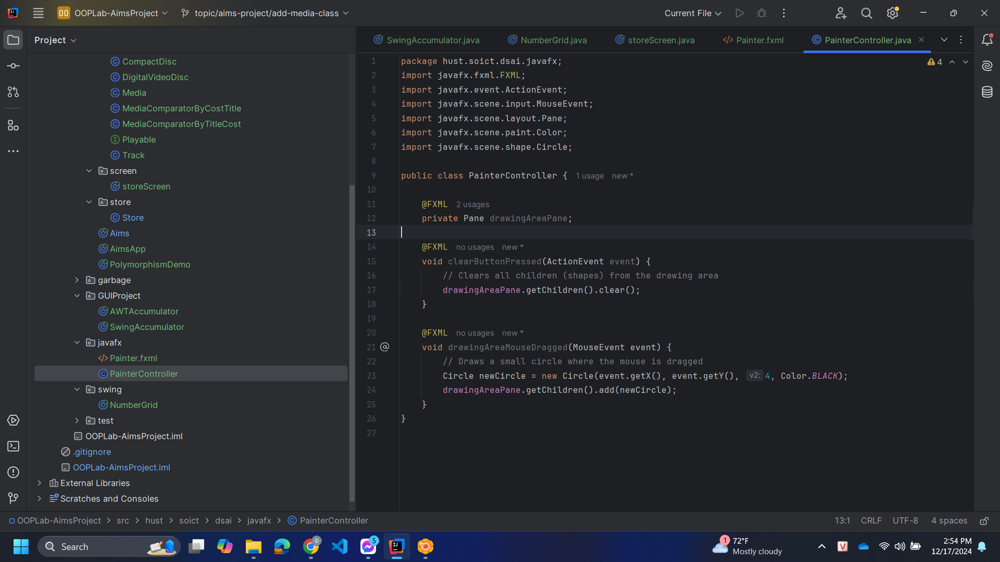 OO OOPLab-AimsProject topic/aims-project/add-media-class Current File
Project
CompactDisc
DigitalVideoDisc
Media
MediaComparatorByCostTitle
MediaComparatorByTitleCost
Playable
Track
screen
storeScreen
store
Store
Aims
AimsApp
PolymorphismDemo
garbage
GUIProject
AWTAccumulator
SwingAccumulator
javafx
Painter.fxml
PainterController
swing
NumberGrid
test
OOPLab-AimsProject.iml
.gitignore
OOPLab-AimsProject.iml
External Libraries
Scratches and Consoles
SwingAccumulator.java NumberGrid.java storeScreen.java Painter.fxml PainterController.java
4
1 package hust.soict.dsai.javafx;
2 import javafx.fxml.FXML;
3 import javafx.event.ActionEvent;
4 import javafx.scene.input.MouseEvent;
5 import javafx.scene.layout.Pane;
6 import javafx.scene.paint.Color;
7 import javafx.scene.shape.Circle;
8
9 public class PainterController { 1 usage new *
10
11 @FXML 2 usages
12 private Pane drawingAreaPane;
13
14 @FXML no usages new *
15 void clearButtonPressed(ActionEvent event) {
16 // Clears all children (shapes) from the drawing area
17 drawingAreaPane.getChildren().clear();
18 }
19
20 @FXML no usages new *
21 void drawingAreaMouseDragged(MouseEvent event) {
22 // Draws a small circle where the mouse is dragged
23 Circle newCircle = new Circle(event.getX(), event.getY(), v2: 4, Color.BLACK);
24 drawingAreaPane.getChildren().add(newCircle);
25 }
26 }
27
OOPLab-AimsProject > src > hust > soict > dsai > javafx > PainterController 13:1 CRLF UTF-8 4 spaces
Search
5
1
72°F
Mostly cloudy
2:54 PM
12/17/2024